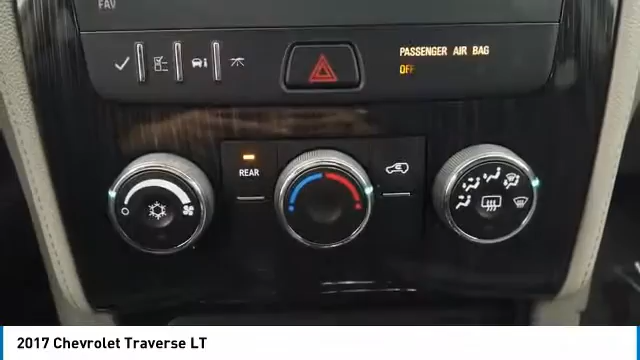 FAV
PASSENGER AIR BAG
OFF
REAR
2017 Chevrolet Traverse LT